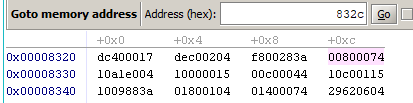 Goto memory address Address (hex): 832c Go
+0x0 +0x4 +0x8 +0xc
0x00008320 dc400017 dec00204 f800283a 00800074
0x00008330 10a1e004 10000015 00c00044 10c00115
0x00008340 1009883a 01800104 01400074 29620604